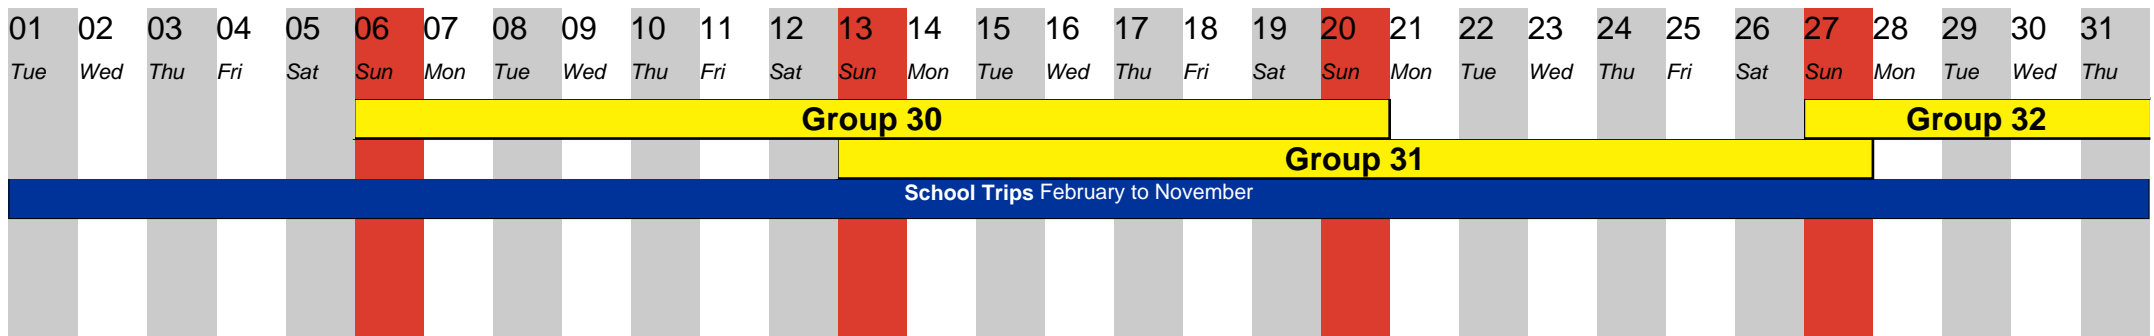 01 02 03 04 05 06 07 08 09 10 11 12 13 14 15 16 17 18 19 20 21 22 23 24 25 26 27 28 29 30 31
Tue Wed Thu Fri Sat Sun Mon Tue Wed Thu Fri Sat Sun Mon Tue Wed Thu Fri Sat Sun Mon Tue Wed Thu Fri Sat Sun Mon Tue Wed Thu
Group 30 Group 32
Group 31
School Trips February to November